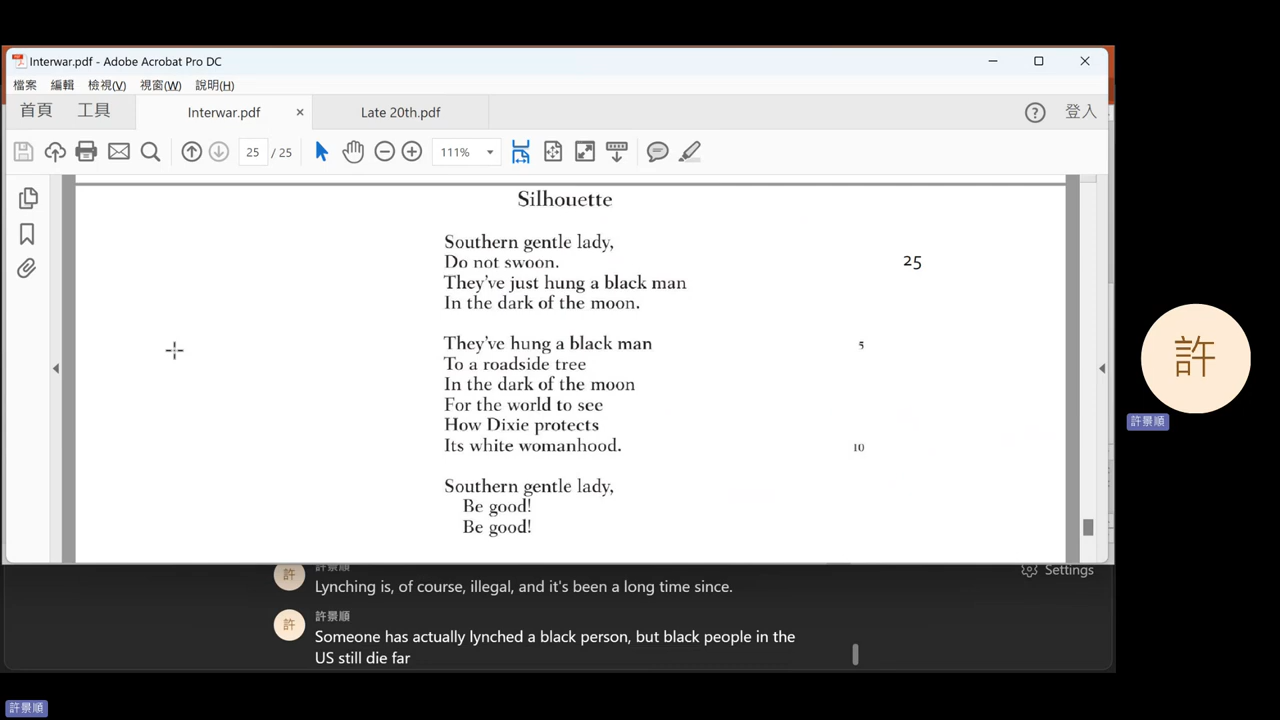 Interwar.pdf - Adobe Acrobat Pro DC
檔案 編輯 檢視(V) 視窗(W) 說明(H)
首頁 工具 Interwar.pdf × Late 20th.pdf ? 登入
25 / 25 111%
Silhouette
Southern gentle lady,
Do not swoon.
25
They've just hung a black man
In the dark of the moon.
They've hung a black man
5
To a roadside tree
In the dark of the moon
For the world to see
How Dixie protects
Its white womanhood.
10
Southern gentle lady,
Be good!
Be good!
許
許景順
許 許景順
Settings
Lynching is, of course, illegal, and it's been a long time since.
許 許景順
Someone has actually lynched a black person, but black people in the
US still die far
許景順